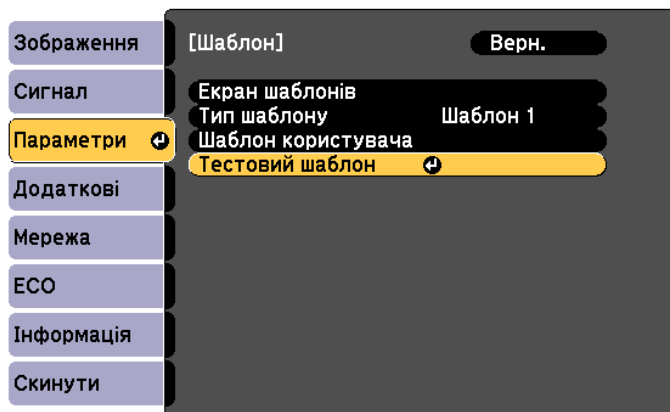 Зображення
Сигнал
Параметри
Додаткові
Мережа
ECO
Інформація
Скинути
[Шаблон] Верн.
Екран шаблонів
Тип шаблону Шаблон 1
Шаблон користувача
Тестовий шаблон